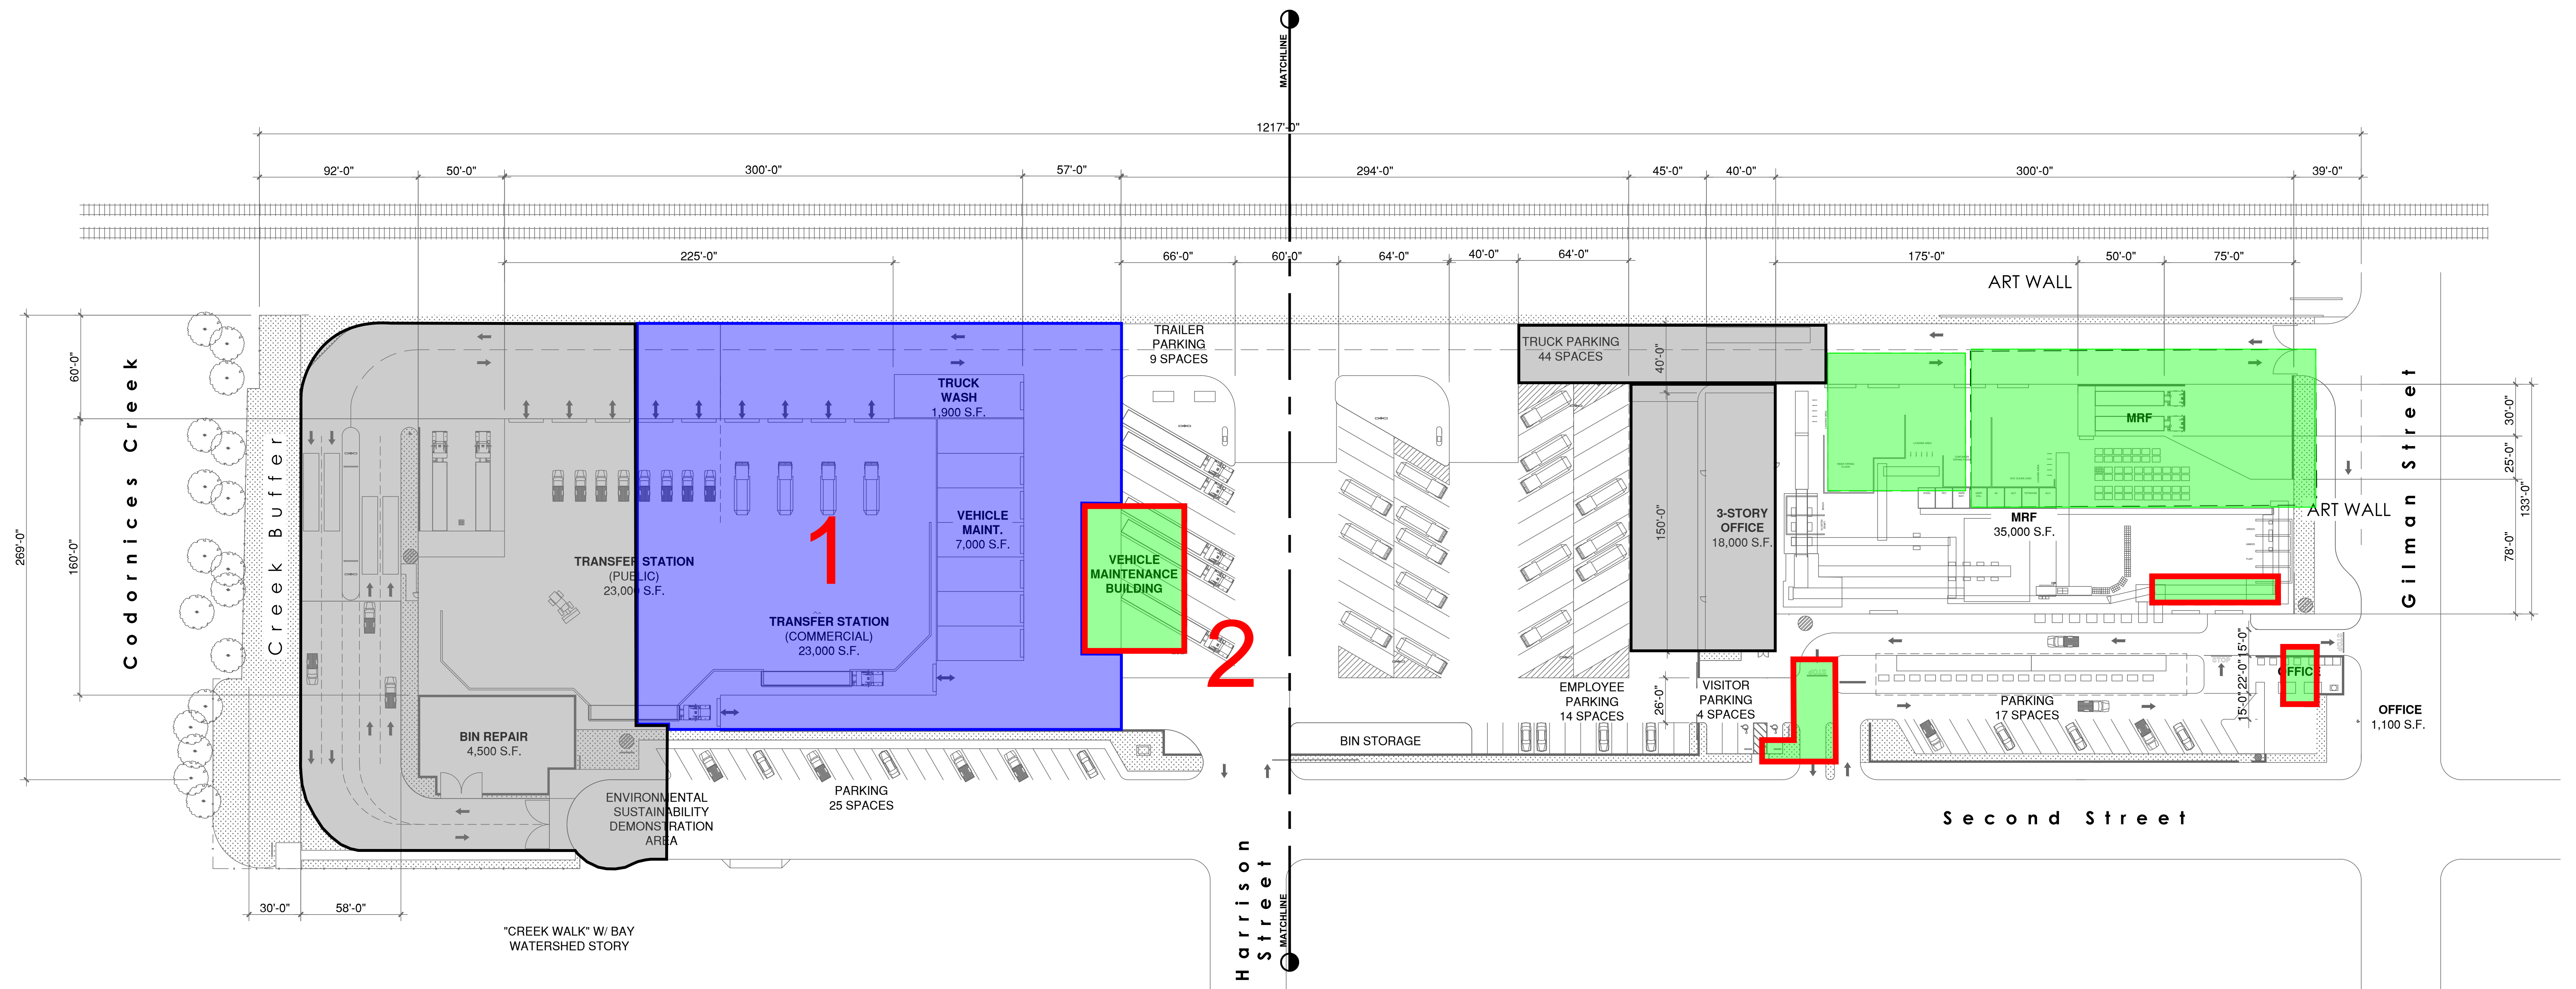 MATCHLINE
1217'-0"
92'-0"
50'-0"
300'-0"
57'-0"
294'-0"
45'-0"
40'-0"
300'-0"
39'-0"
225'-0"
66'-0"
60'-0"
64'-0"
40'-0"
64'-0"
175'-0"
50'-0"
75'-0"
ART WALL
269'-0"
60'-0"
160'-0"
Codornices Creek
Creek Buffer
TRAILER
PARKING
9 SPACES
TRUCK
WASH
1,900 S.F.
VEHICLE
MAINT.
7,000 S.F.
TRANSFER STATION
(PUBLIC)
23,000 S.F.
1
TRANSFER STATION
(COMMERCIAL)
23,000 S.F.
VEHICLE
MAINTENANCE
BUILDING
2
BIN REPAIR
4,500 S.F.
ENVIRONMENTAL
SUSTAINABILITY
DEMONSTRATION
AREA
PARKING
25 SPACES
30'-0"
58'-0"
"CREEK WALK" W/ BAY
WATERSHED STORY
Harrison
Street
MATCHLINE
TRUCK PARKING
44 SPACES
40'-0"
150'-0"
26'-0"
3-STORY
OFFICE
18,000 S.F.
EMPLOYEE
PARKING
14 SPACES
VISITOR
PARKING
4 SPACES
BIN STORAGE
MRF
MRF
35,000 S.F.
ART WALL
30'-0"
25'-0"
78'-0"
133'-0"
Gilman Street
15'-0"
22'-0"
15'-0"
OFFICE
PARKING
17 SPACES
OFFICE
1,100 S.F.
Second Street